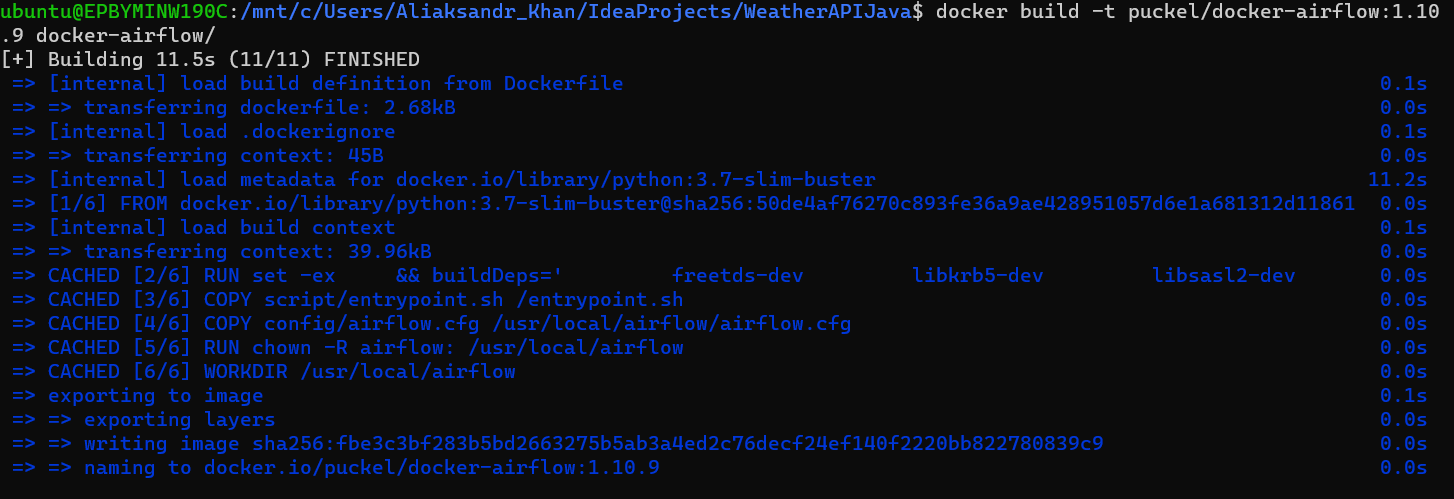 ubuntu@EPBYMINW190C:/mnt/c/Users/Aliaksandr_Khan/IdeaProjects/WeatherAPIJava$ docker build -t puckel/docker-airflow:1.10
.9 docker-airflow/
[+] Building 11.5s (11/11) FINISHED
=> [internal] load build definition from Dockerfile 0.1s
=> => transferring dockerfile: 2.68kB 0.0s
=> [internal] load .dockerignore 0.1s
=> => transferring context: 45B 0.0s
=> [internal] load metadata for docker.io/library/python:3.7-slim-buster 11.2s
=> [1/6] FROM docker.io/library/python:3.7-slim-buster@sha256:50de4af76270c893fe36a9ae428951057d6e1a681312d11861 0.0s
=> [internal] load build context 0.1s
=> => transferring context: 39.96kB 0.0s
=> CACHED [2/6] RUN set -ex && buildDeps=' freetds-dev libkrb5-dev libsasl2-dev 0.0s
=> CACHED [3/6] COPY script/entrypoint.sh /entrypoint.sh 0.0s
=> CACHED [4/6] COPY config/airflow.cfg /usr/local/airflow/airflow.cfg 0.0s
=> CACHED [5/6] RUN chown -R airflow: /usr/local/airflow 0.0s
=> CACHED [6/6] WORKDIR /usr/local/airflow 0.0s
=> exporting to image 0.1s
=> => exporting layers 0.0s
=> => writing image sha256:fbe3c3bf283b5bd2663275b5ab3a4ed2c76decf24ef140f2220bb822780839c9 0.0s
=> => naming to docker.io/puckel/docker-airflow:1.10.9 0.0s